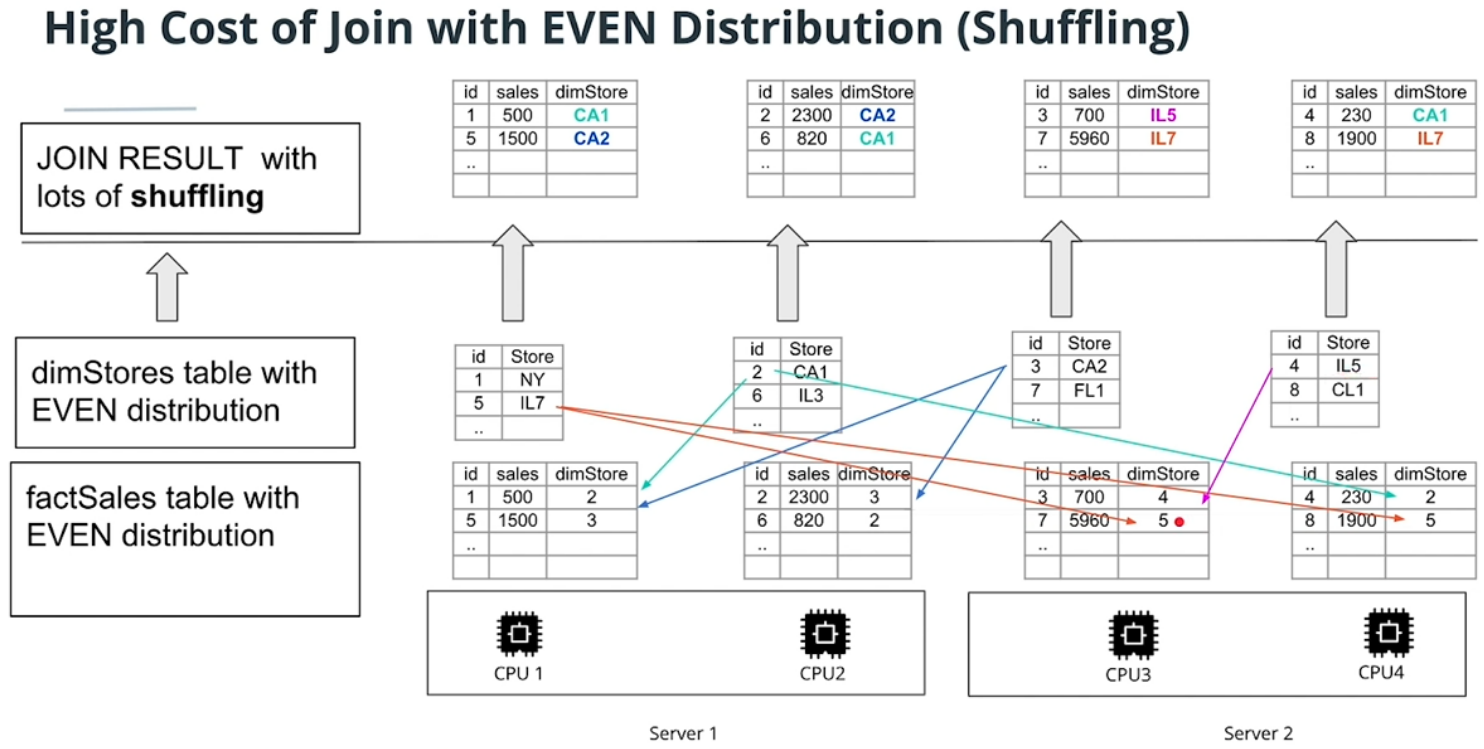 High Cost of Join with EVEN Distribution (Shuffling)
JOIN RESULT with
lots of shuffling
id sales dimStore
1 500 CA1
5 1500 CA2
..
id sales dimStore
2 2300 CA2
6 820 CA1
..
id sales dimStore
3 700 IL5
7 5960 IL7
..
id sales dimStore
4 230 CA1
8 1900 IL7
..
dimStores table with
EVEN distribution
id Store
1 NY
5 IL7
..
id Store
2 CA1
6 IL3
..
id Store
3 CA2
7 FL1
..
id Store
4 IL5
8 CL1
..
factSales table with
EVEN distribution
id sales dimStore
1 500 2
5 1500 3
..
id sales dimStore
2 2300 3
6 820 2
..
id sales dimStore
3 700 4
7 5960 5
..
id sales dimStore
4 230 2
8 1900 5
..
CPU 1
CPU2
CPU3
CPU4
Server 1
Server 2